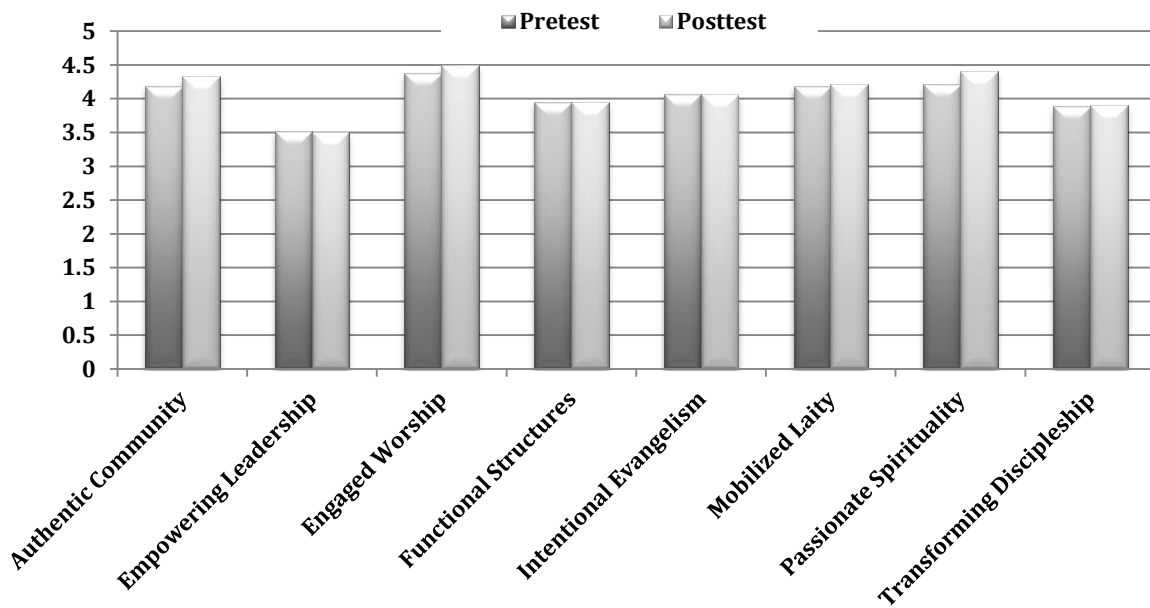 Pretest Posttest
5
4.5
4
3.5
3
2.5
2
1.5
1
0.5
0
Authentic Community
Empowering Leadership
Engaged Worship
Functional Structures
Intentional Evangelism
Mobilized Laity
Passionate Spirituality
Transforming Discipleship